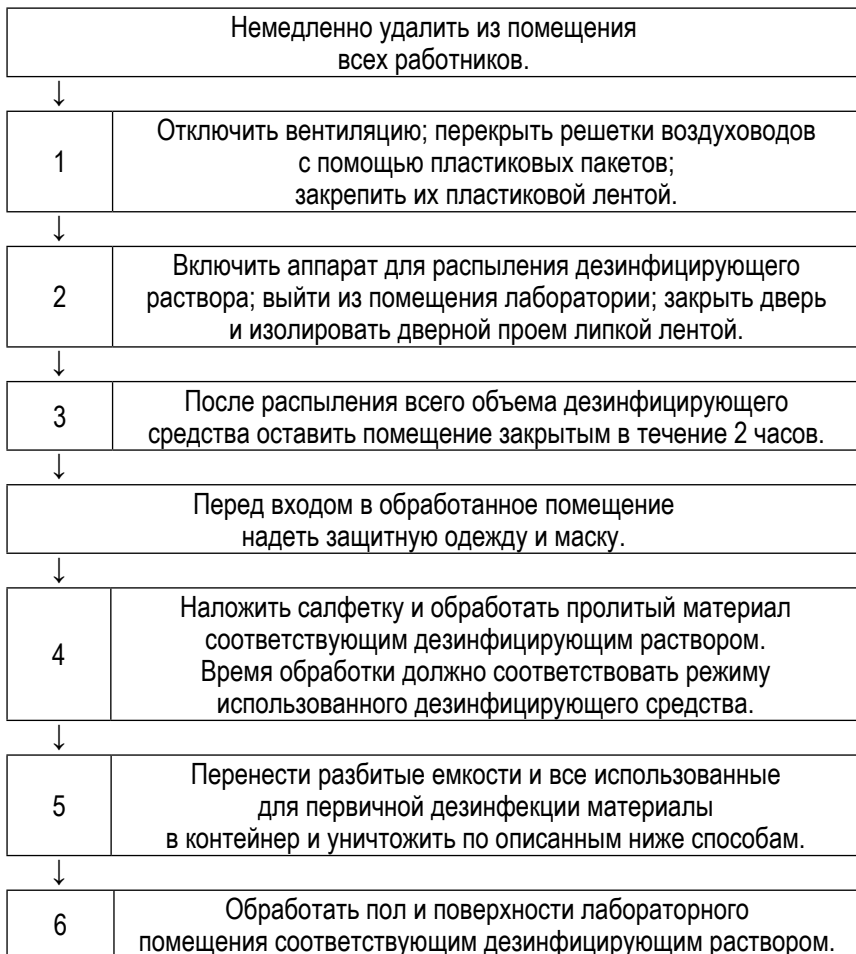 Немедленно удалить из помещения
всех работников.
↓
1
Отключить вентиляцию; перекрыть решетки воздуховодов
с помощью пластиковых пакетов;
закрепить их пластиковой лентой.
↓
2
Включить аппарат для распыления дезинфицирующего
раствора; выйти из помещения лаборатории; закрыть дверь
и изолировать дверной проем липкой лентой.
↓
3
После распыления всего объема дезинфицирующего
средства оставить помещение закрытым в течение 2 часов.
↓
Перед входом в обработанное помещение
надеть защитную одежду и маску.
↓
4
Наложить салфетку и обработать пролитый материал
соответствующим дезинфицирующим раствором.
Время обработки должно соответствовать режиму
использованного дезинфицирующего средства.
↓
5
Перенести разбитые емкости и все использованные
для первичной дезинфекции материалы
в контейнер и уничтожить по описанным ниже способам.
↓
6
Обработать пол и поверхности лабораторного
помещения соответствующим дезинфицирующим раствором.